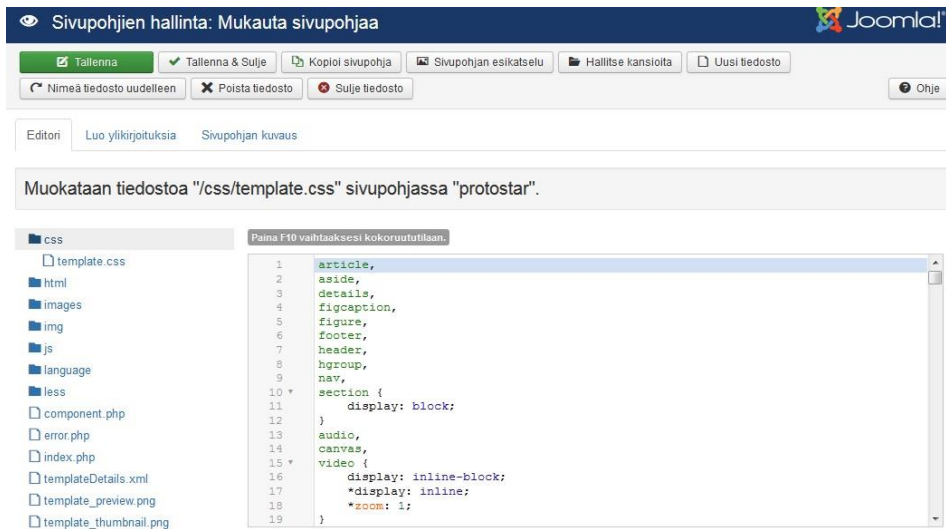 Sivupohjien hallinta: Mukauta sivupohjaa
Joomla!
Tallenna
Tallenna & Sulje
Kopioi sivupohja
Sivupohjan esikatselu
Hallitse kansioita
Uusi tiedosto
Nimeä tiedosto uudelleen
Poista tiedosto
Sulje tiedosto
Ohje
Editori
Luo ylikirjoituksia
Sivupohjan kuvaus
Muokataan tiedostoa "/css/template.css" sivupohjassa "protostar".
css
template.css
html
images
img
js
language
less
component.php
error.php
index.php
templateDetails.xml
template_preview.png
template_thumbnail.png
Paina F10 vaihtaaksesi kokoruututilaan.
1 article,
2 aside,
3 details,
4 figcaption,
5 figure,
6 footer,
7 header,
8 hgroup,
9 nav,
10 section {
11 display: block;
12 }
13 audio,
14 canvas,
15 video {
16 display: inline-block;
17 *display: inline;
18 *zoom: 1;
19 }